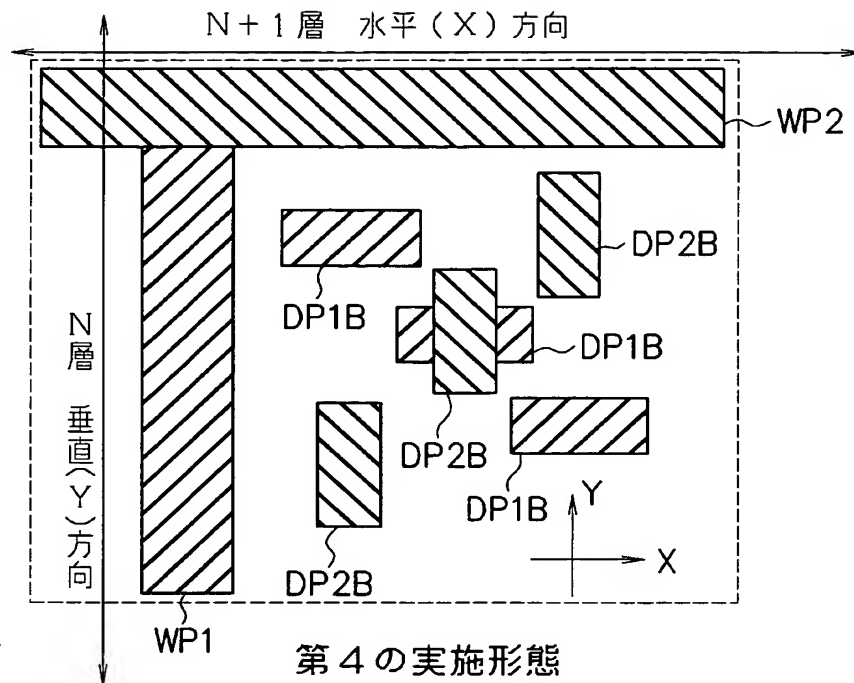 N+1層 水平(X)方向
WP2
DP2B
DP1B
N層 垂直(Y)方向
DP1B
DP2B
DP1B
Y
X
DP2B
WP1
第4の実施形態